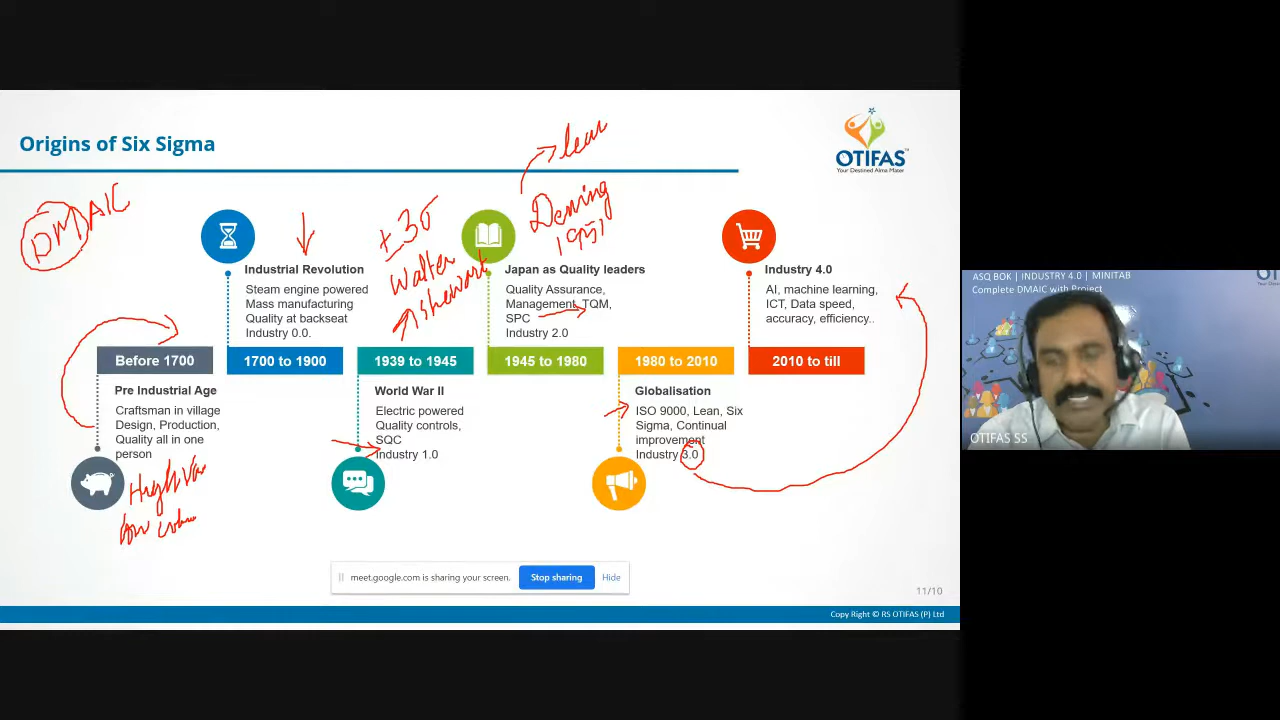 Origins of Six Sigma
OTIFAS
Your Destined Alma Mater
lean
DMAIC
Deming
1951
± 3σ
Walter
Shewart
Industrial Revolution
Steam engine powered
Mass manufacturing
Quality at backseat
Industry 0.0.
Japan as Quality leaders
Quality Assurance,
Management, TQM,
SPC
Industry 2.0
Industry 4.0
AI, machine learning,
ICT, Data speed,
accuracy, efficiency..
Before 1700
1700 to 1900
1939 to 1945
1945 to 1980
1980 to 2010
2010 to till
Pre Industrial Age
Craftsman in village
Design, Production,
Quality all in one
person
High
World War II
Electric powered
Quality controls,
SQC
Industry 1.0
Globalisation
ISO 9000, Lean, Six
Sigma, Continual
improvement
Industry 3.0
meet.google.com is sharing your screen.
Stop sharing
Hide
11/10
Copy Right © RS OTIFAS (P) Ltd
ASQ BOK | INDUSTRY 4.0 | MINITAB
Complete DMAIC with Project
OTIFAS SS